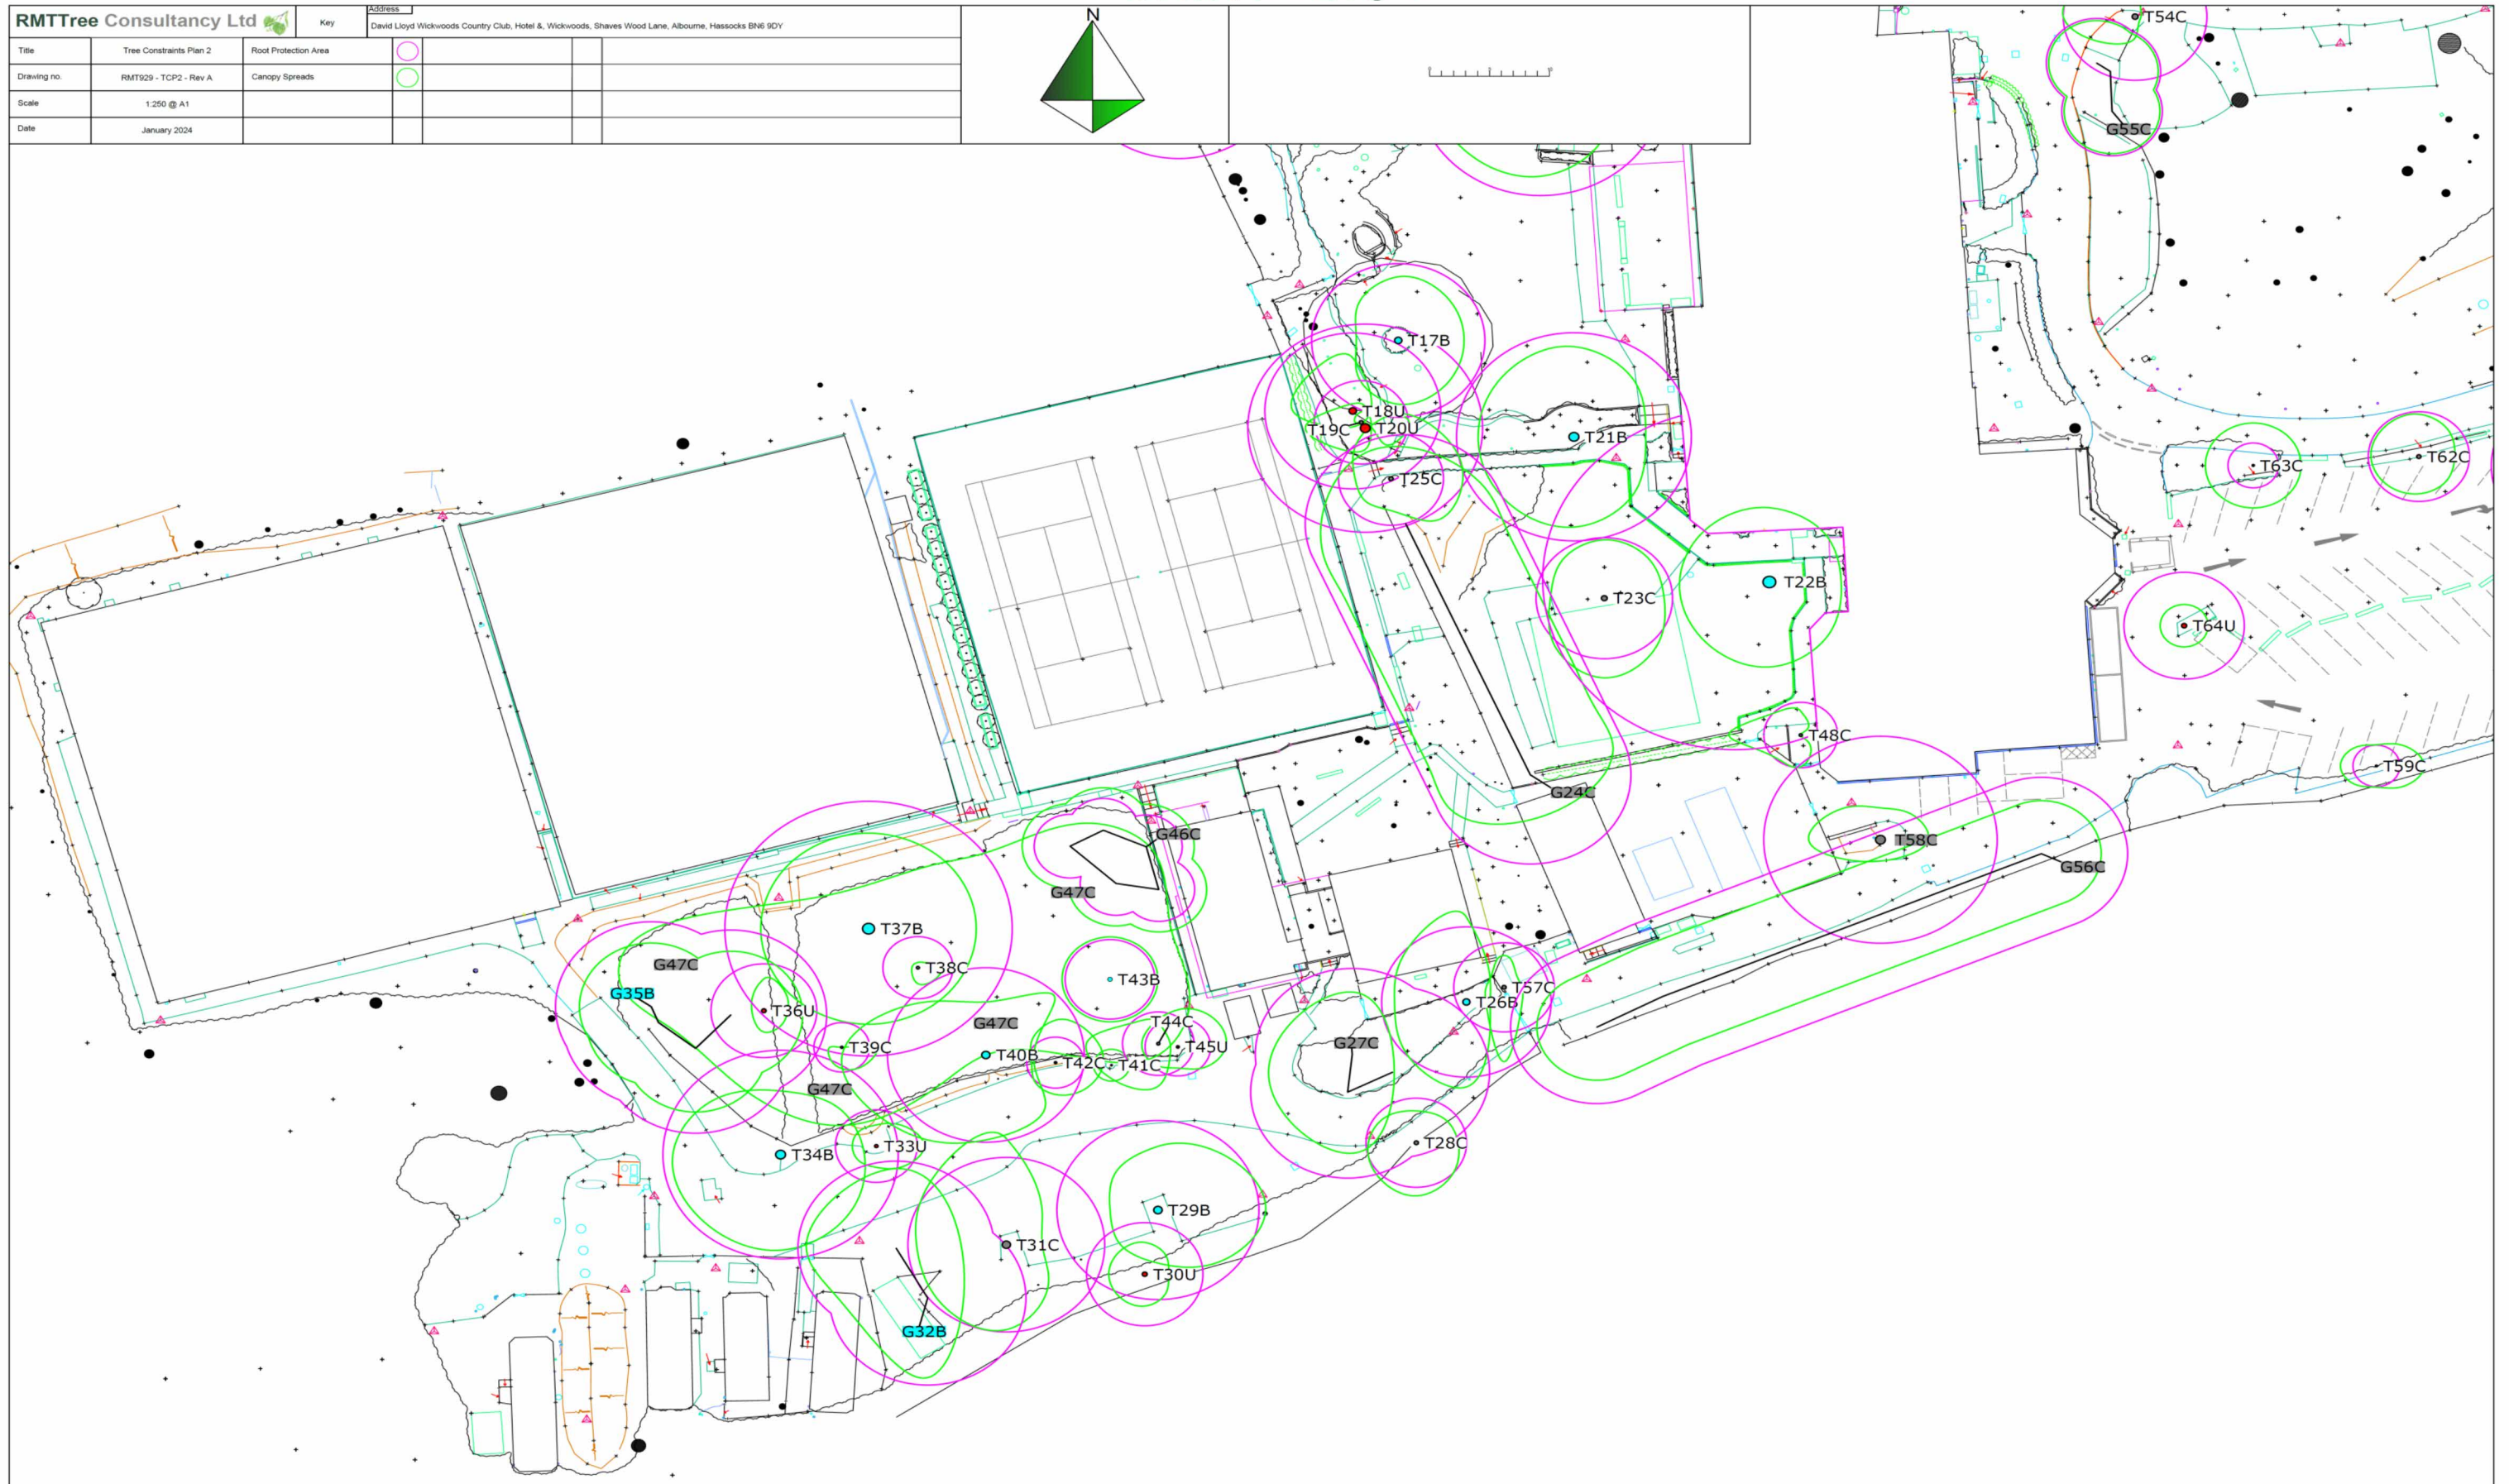 RMTTree Consultancy Ltd
Key
Address
David Lloyd Wickwoods Country Club, Hotel &, Wickwoods, Shaves Wood Lane, Albourne, Hassocks BN6 9DY
Title
Tree Constraints Plan 2
Root Protection Area
Drawing no.
RMT929 - TCP2 - Rev A
Canopy Spreads
Scale
1:250 @ A1
Date
January 2024
N
T54C
G55C
T17B
T18U
T19C
T20U
T21B
T25C
T63C
T62C
T22B
T23C
T64U
T48C
T59C
G24C
G46C
T58C
G56C
G47C
T37B
G47C
T38C
T43B
G35B
T36U
T57C
T26B
G47C
T44C
T39C
T40B
T45U
G27C
T42C
T41C
G47C
T33U
T28C
T34B
T29B
T31C
T30U
G32B